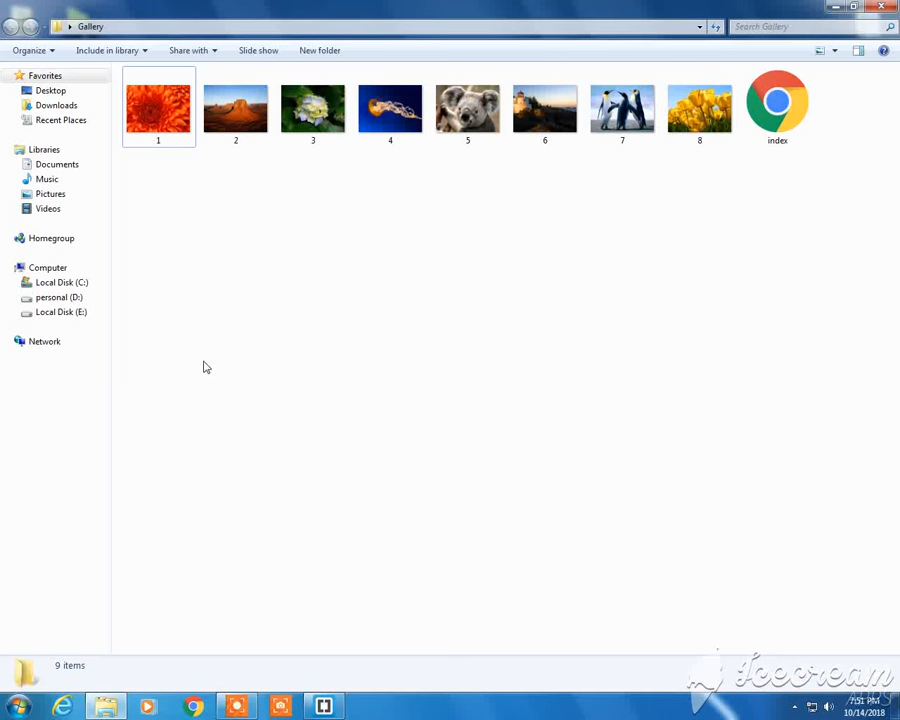 Gallery
Search Gallery
Organize
Include in library
Share with
Slide show
New folder
Favorites
Desktop
Downloads
Recent Places
Libraries
Documents
Music
Pictures
Videos
Homegroup
Computer
Local Disk (C:)
personal (D:)
Local Disk (E:)
Network
1
2
3
4
5
6
7
8
index
9 items
Icecream
APPS
7:51 PM
10/14/2018